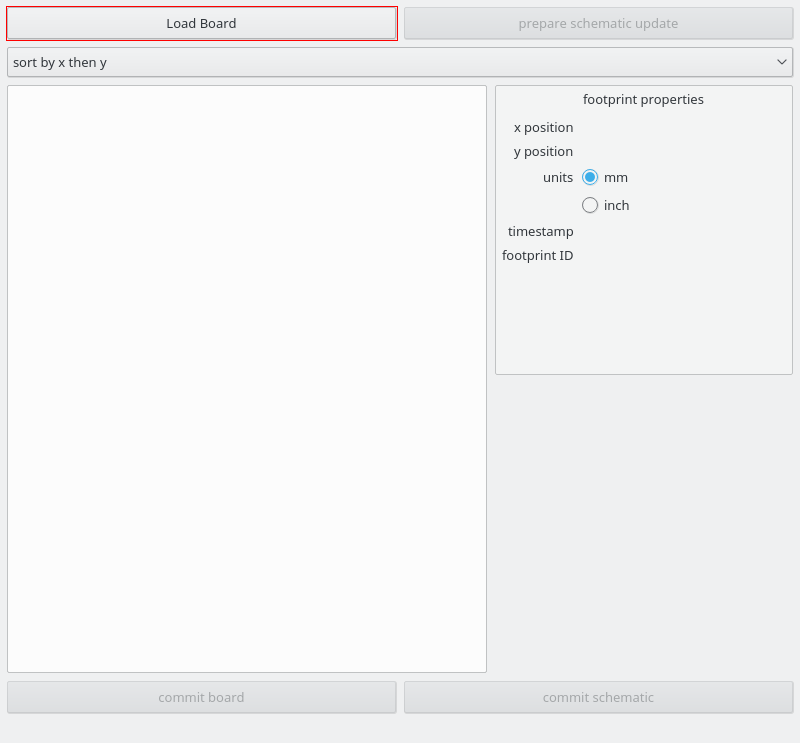 Load Board
prepare schematic update
sort by x then y
footprint properties
x position
y position
units mm
inch
timestamp
footprint ID
commit board
commit schematic